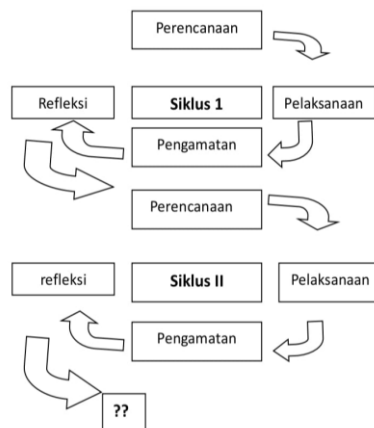 Perencanaan
Refleksi
Siklus 1
Pelaksanaan
Pengamatan
Perencanaan
refleksi
Siklus II
Pelaksanaan
Pengamatan
??